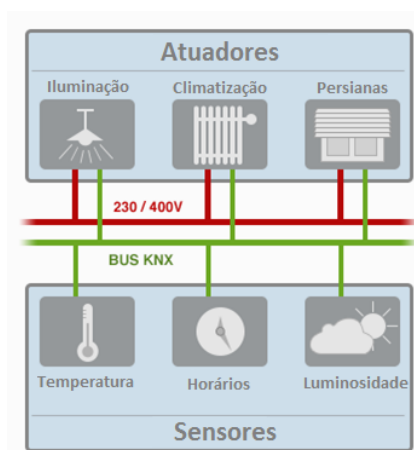 Atuadores
Iluminação Climatização Persianas
230 / 400V
BUS KNX
Temperatura Horários Luminosidade
Sensores